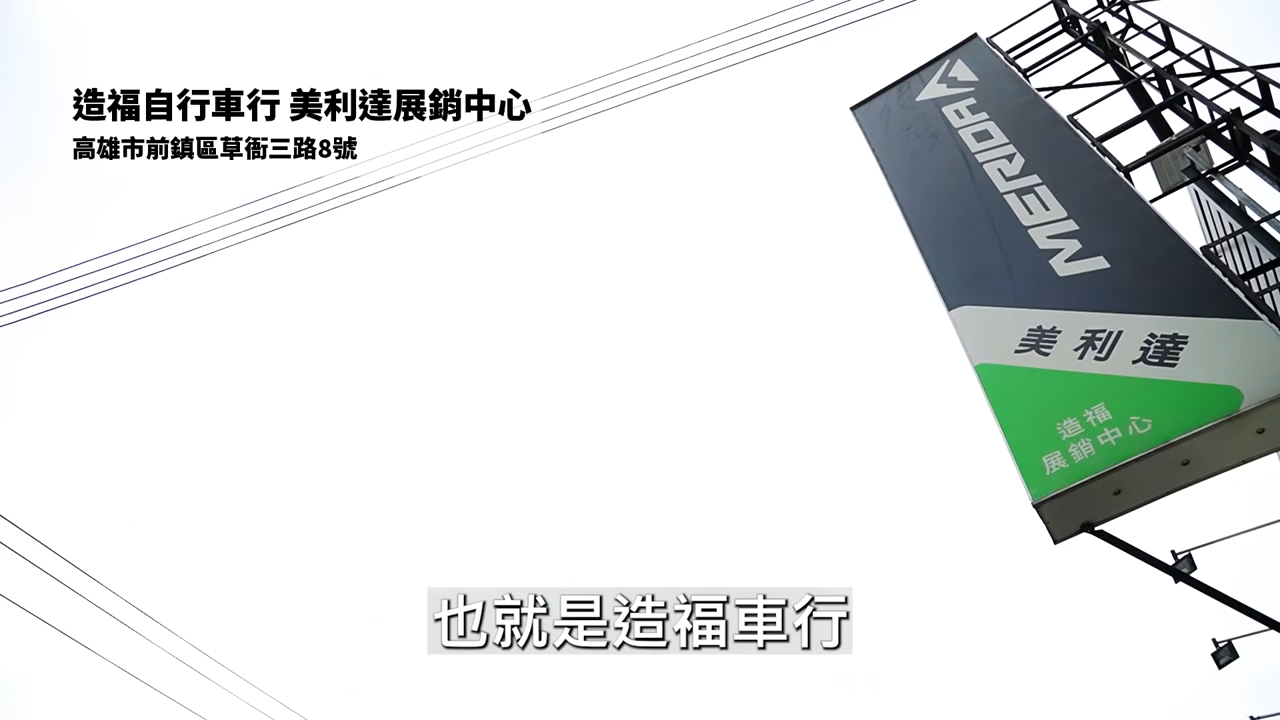 造福自行車行 美利達展銷中心
高雄市前鎮區草衙三路8號
MERIDA
美利達
造福
展銷中心
也就是造福車行